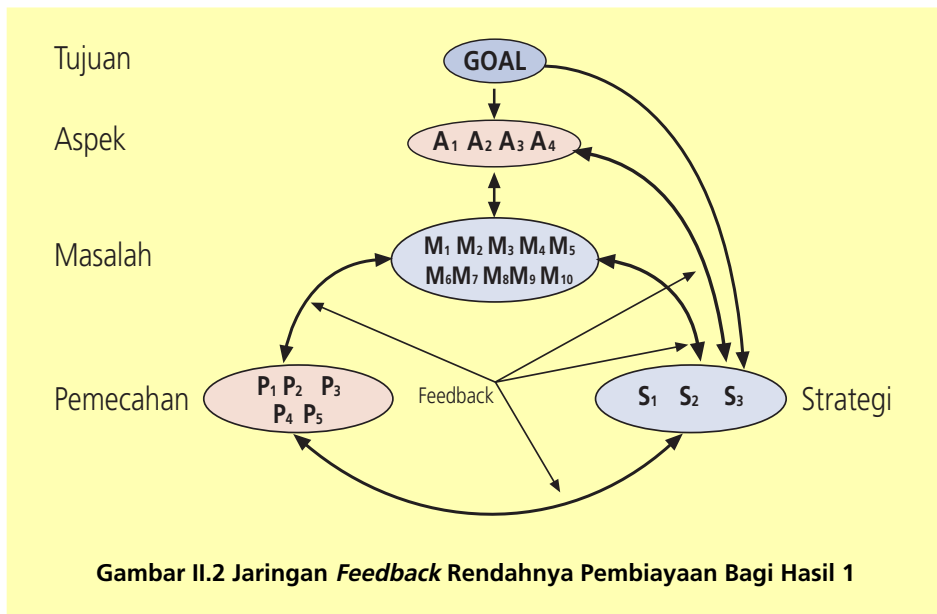 Tujuan
GOAL
Aspek
A₁ A₂ A₃ A₄
Masalah
M₁ M₂ M₃ M₄ M₅
M₆M₇ M₈M₉ M₁₀
Pemecahan
P₁ P₂ P₃
P₄ P₅
Feedback
S₁ S₂ S₃
Strategi
Gambar II.2 Jaringan Feedback Rendahnya Pembiayaan Bagi Hasil 1